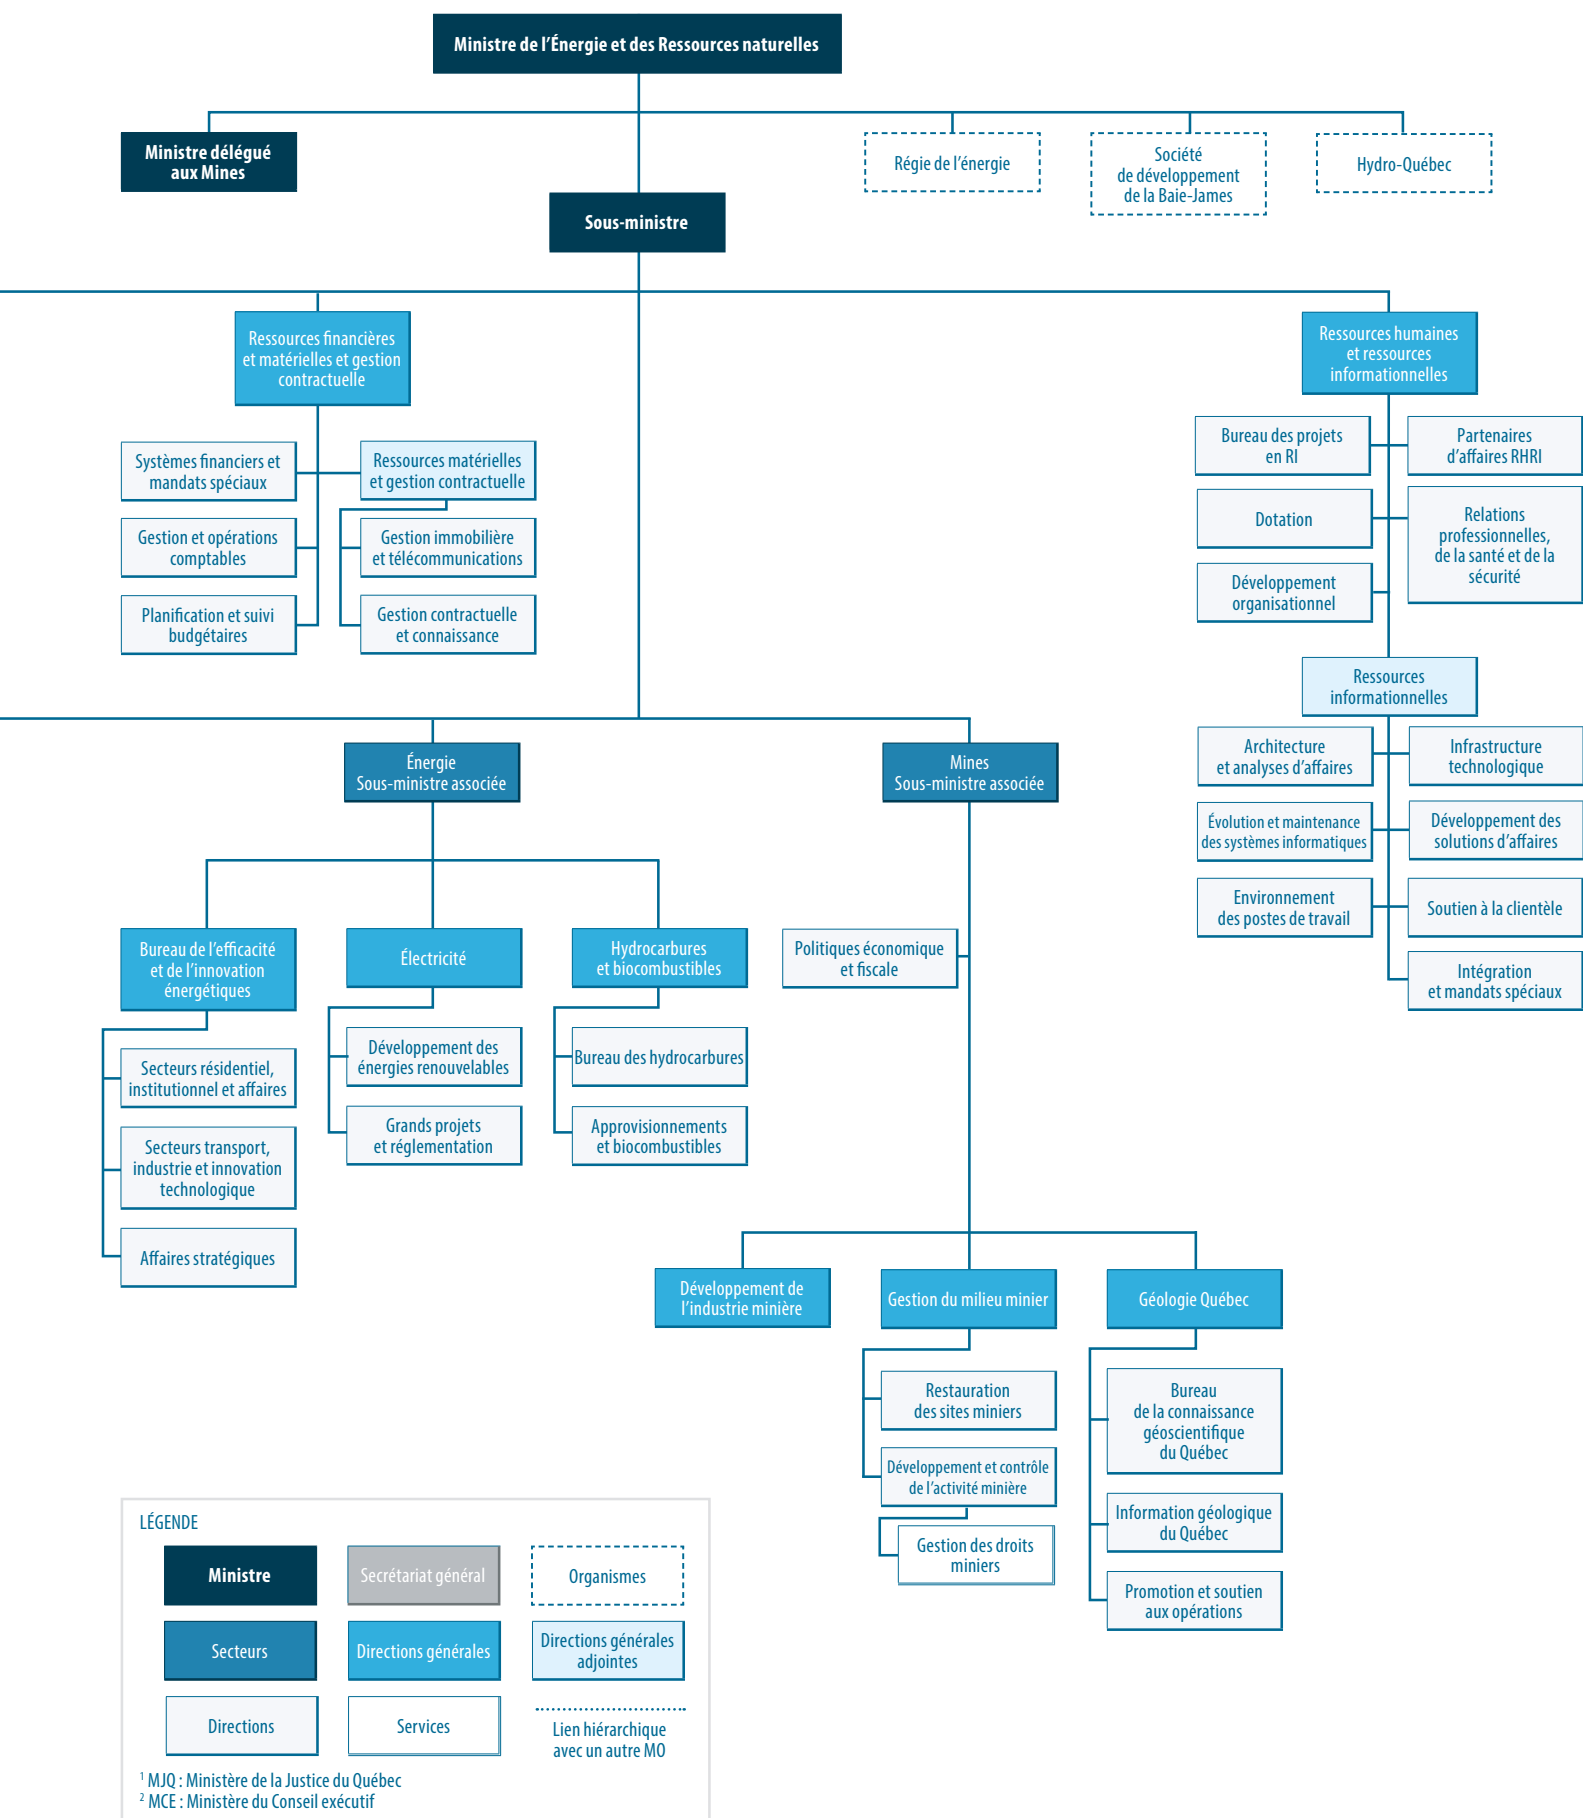 Ministre de l'Énergie et des Ressources naturelles
Ministre délégué
aux Mines
Régie de l'énergie
Société
de développement
de la Baie-James
Hydro-Québec
Sous-ministre
Ressources financières
et matérielles et gestion
contractuelle
Ressources humaines
et ressources
informationnelles
Systèmes financiers et
mandats spéciaux
Ressources matérielles
et gestion contractuelle
Gestion et opérations
comptables
Gestion immobilière
et télécommunications
Planification et suivi
budgétaires
Gestion contractuelle
et connaissance
Bureau des projets
en RI
Partenaires
d'affaires RHRI
Dotation
Relations
professionnelles,
de la santé et de la
sécurité
Développement
organisationnel
Ressources
informationnelles
Architecture
et analyses d'affaires
Infrastructure
technologique
Évolution et maintenance
des systèmes informatiques
Développement des
solutions d'affaires
Environnement
des postes de travail
Soutien à la clientèle
Intégration
et mandats spéciaux
Énergie
Sous-ministre associée
Mines
Sous-ministre associée
Bureau de l'efficacité
et de l'innovation
énergétiques
Électricité
Hydrocarbures
et biocombustibles
Politiques économique
et fiscale
Secteurs résidentiel,
institutionnel et affaires
Développement des
énergies renouvelables
Bureau des hydrocarbures
Secteurs transport,
industrie et innovation
technologique
Grands projets
et réglementation
Approvisionnements
et biocombustibles
Affaires stratégiques
Développement de
l'industrie minière
Gestion du milieu minier
Géologie Québec
Restauration
des sites miniers
Développement et contrôle
de l'activité minière
Gestion des droits
miniers
Bureau
de la connaissance
géoscientifique
du Québec
Information géologique
du Québec
Promotion et soutien
aux opérations
LÉGENDE
Ministre
Secrétariat général
Organismes
Secteurs
Directions générales
Directions générales
adjointes
Directions
Services
Lien hiérarchique
avec un autre MO
¹ MJQ : Ministère de la Justice du Québec
² MCE : Ministère du Conseil exécutif